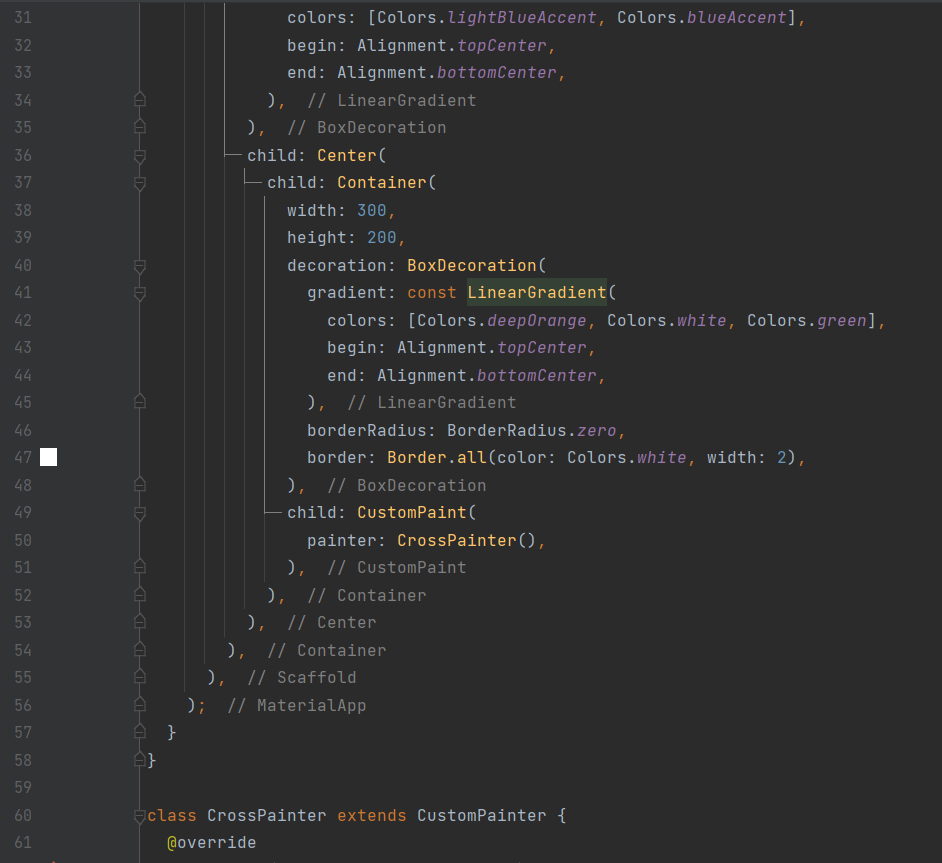 31 colors: [Colors.lightBlueAccent, Colors.blueAccent],
32 begin: Alignment.topCenter,
33 end: Alignment.bottomCenter,
34 ), // LinearGradient
35 ), // BoxDecoration
36 child: Center(
37 child: Container(
38 width: 300,
39 height: 200,
40 decoration: BoxDecoration(
41 gradient: const LinearGradient(
42 colors: [Colors.deepOrange, Colors.white, Colors.green],
43 begin: Alignment.topCenter,
44 end: Alignment.bottomCenter,
45 ), // LinearGradient
46 borderRadius: BorderRadius.zero,
47 border: Border.all(color: Colors.white, width: 2),
48 ), // BoxDecoration
49 child: CustomPaint(
50 painter: CrossPainter(),
51 ), // CustomPaint
52 ), // Container
53 ), // Center
54 ), // Container
55 ), // Scaffold
56 ); // MaterialApp
57 }
58 }
59
60 class CrossPainter extends CustomPainter {
61 @override